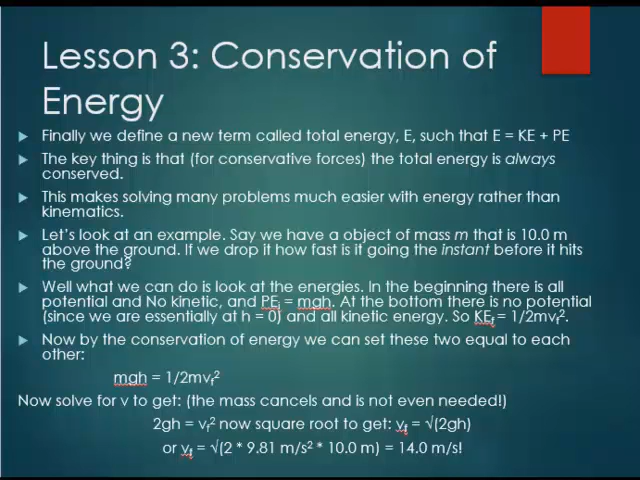 Lesson 3: Conservation of
Energy
Finally we define a new term called total energy, E, such that E = KE + PE
The key thing is that (for conservative forces) the total energy is always
conserved.
This makes solving many problems much easier with energy rather than
kinematics.
Let's look at an example. Say we have a object of mass m that is 10.0 m
above the ground. If we drop it how fast is it going the instant before it hits
the ground?
Well what we can do is look at the energies. In the beginning there is all
potential and No kinetic, and PEᵢ = mgh. At the bottom there is no potential
(since we are essentially at h = 0) and all kinetic energy. So KE_f = 1/2mv_f².
Now by the conservation of energy we can set these two equal to each
other:
mgh = 1/2mv_f²
Now solve for v to get: (the mass cancels and is not even needed!)
2gh = v_f² now square root to get: v_f = √(2gh)
or v_f = √(2 * 9.81 m/s² * 10.0 m) = 14.0 m/s!